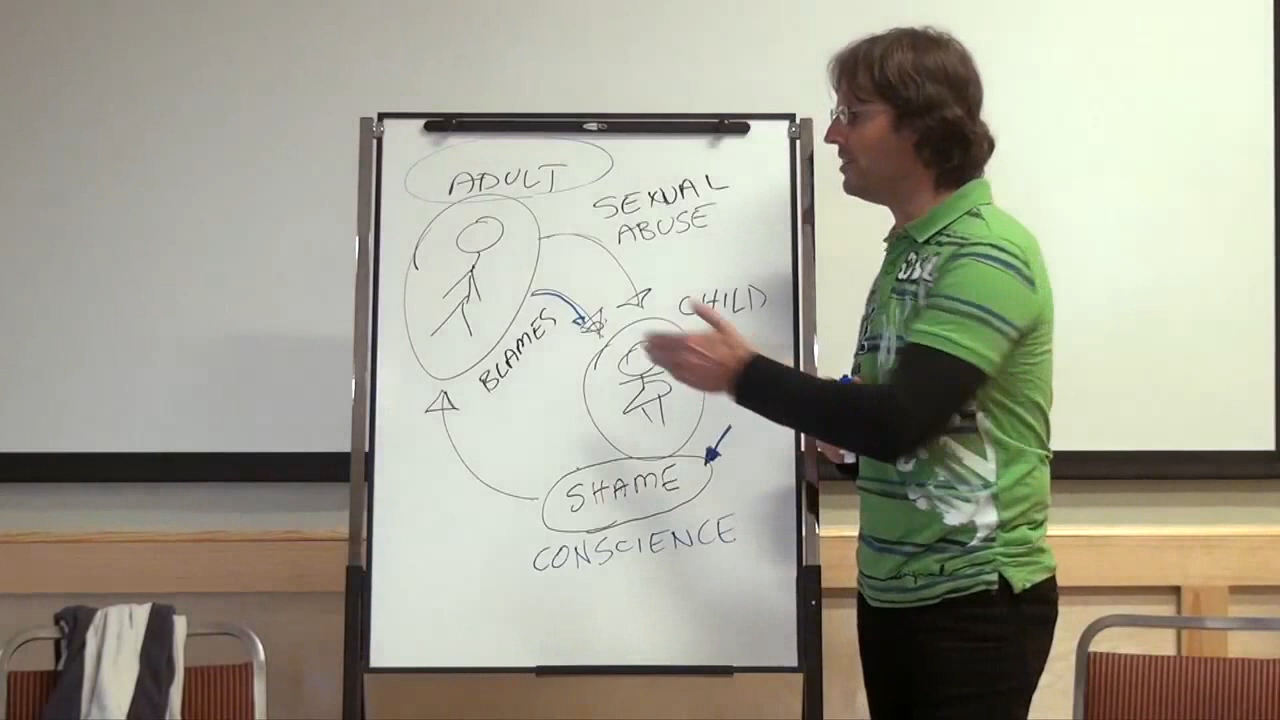 ADULT
SEXUAL
ABUSE
CHILD
BLAMES
SHAME
CONSCIENCE